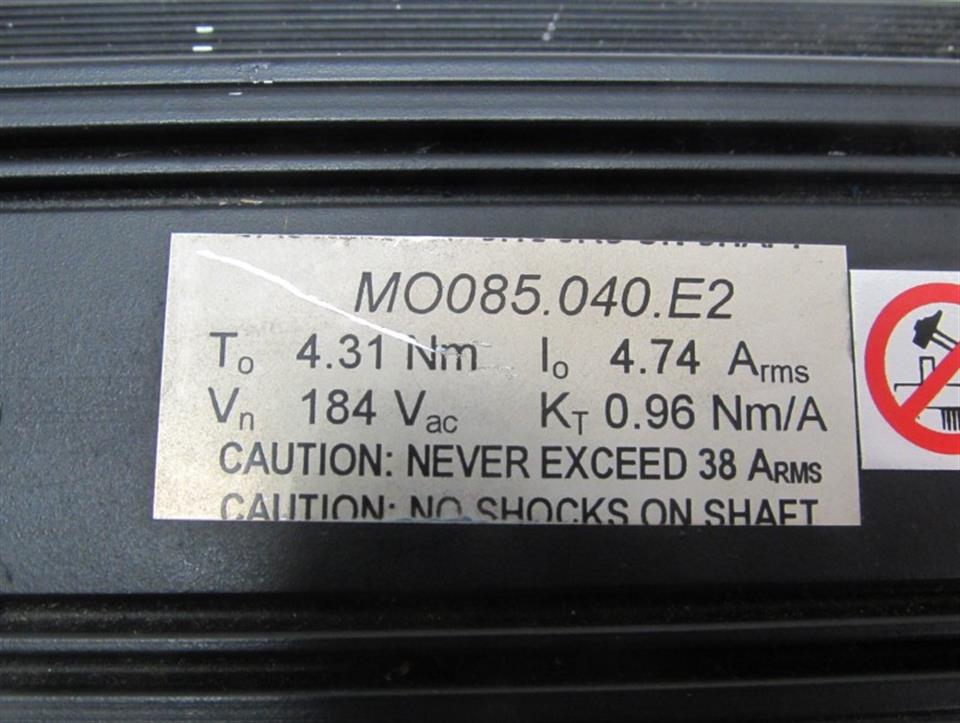 MO085.040.E2
To 4.31 Nm Io 4.74 Arms
Vn 184 Vac KT 0.96 Nm/A
CAUTION: NEVER EXCEED 38 ARMS
CAUTION: NO SHOCKS ON SHAFT